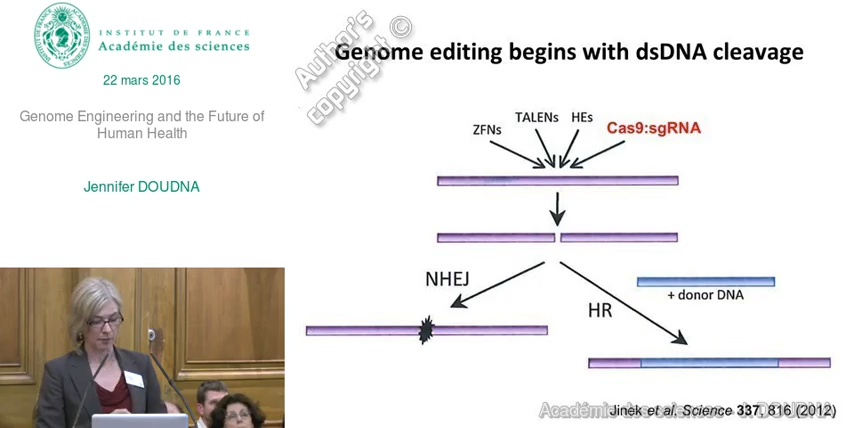 INSTITUT DE FRANCE
Académie des sciences
22 mars 2016
Genome Engineering and the Future of
Human Health
Jennifer DOUDNA
Author's
copyright ©
Genome editing begins with dsDNA cleavage
ZFNs
TALENs
HEs
Cas9:sgRNA
NHEJ
HR
+ donor DNA
Académie des sciences - J. DOUDNA
Jinek et al. Science 337, 816 (2012)